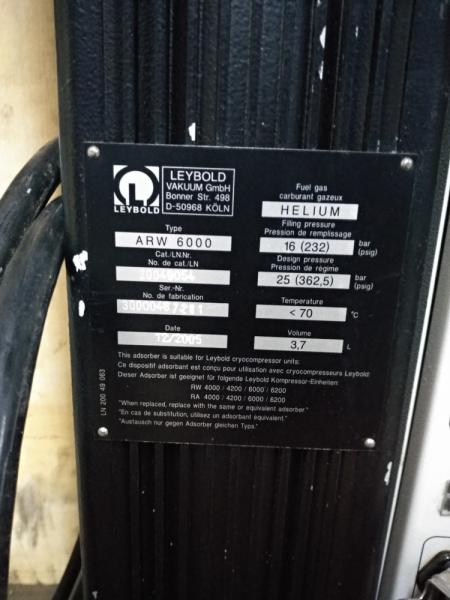 LEYBOLD
LEYBOLD
VAKUUM GmbH
Bonner Str. 498
D-50968 KÖLN
Type
ARW 6000
Cat./LN.Nr.
No. de cat./LN
Ser.-Nr.
No. de fabrication
Date
12/2005
Fuel gas
carburant gazeux
HELIUM
Filling pressure
Pression de remplissage
16 (232) bar (psig)
Design pressure
Pression de régime
25 (362,5) bar (psig)
Temperature
< 70 °C
Volume
3,7 L
This adsorber is suitable for Leybold cryocompressor units:
Ce dispositif adsorbant est conçu pour utilisation avec cryocompresseurs Leybold:
Dieser Adsorber ist geeignet für folgende Leybold Kompressor-Einheiten:
RW 4000 / 4200 / 6000 / 6200
RA 4000 / 4200 / 6000 / 6200
"When replaced, replace with the same or equivalent adsorber."
"En cas de substitution, utilisez un adsorbant équivalent."
"Austausch nur gegen Adsorber gleichen Typs."
LN 200 49 063